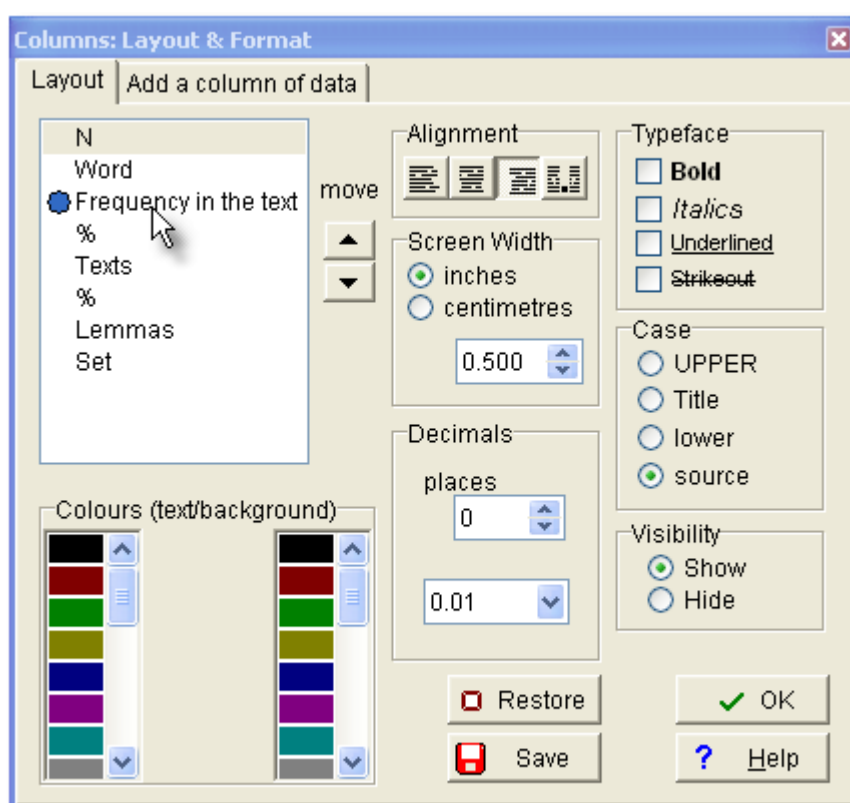 Columns: Layout & Format
Layout
Add a column of data
N
Word
Frequency in the text
%
Texts
%
Lemmas
Set
move
Alignment
Screen Width
inches
centimetres
0.500
Decimals
places
0
0.01
Typeface
Bold
Italics
Underlined
Strikeout
Case
UPPER
Title
lower
source
Visibility
Show
Hide
Colours (text/background)
Restore
OK
Save
? Help